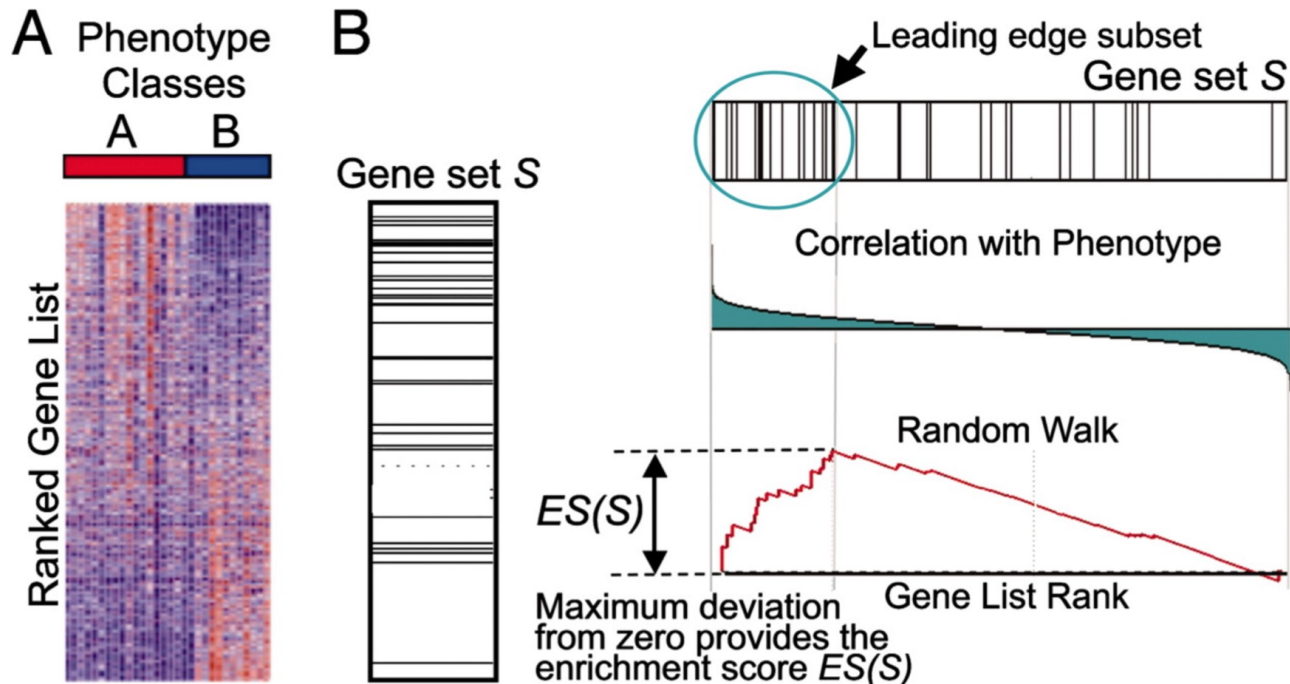 A
Phenotype
Classes
A B
Ranked Gene List
B
Gene set S
Leading edge subset
Gene set S
Correlation with Phenotype
Random Walk
ES(S)
Gene List Rank
Maximum deviation
from zero provides the
enrichment score ES(S)